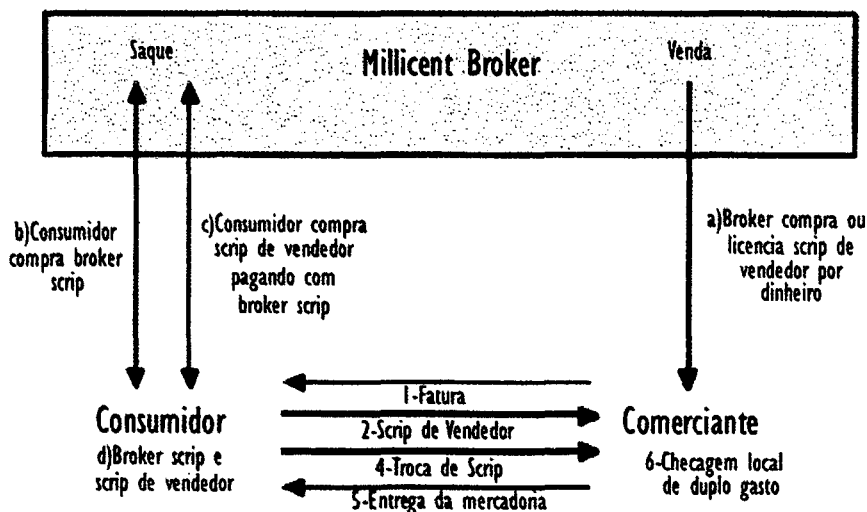 Saque
Millicent Broker
Venda
b)Consumidor
compra broker
scrip
c)Consumidor compra
scrip de vendedor
pagando com
broker scrip
a)Broker compra ou
licencia scrip de
vendedor por
dinheiro
1-Fatura
Consumidor
2-Scrip de Vendedor
Comerciante
d)Broker scrip e
scrip de vendedor
4-Troca de Scrip
5-Entrega da mercadoria
6-Checagem local
de duplo gasto